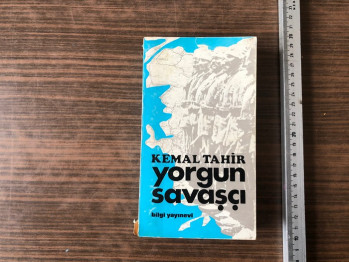 KEMAL TAHİR
yorgun
savaşçı
bilgi yayınevi